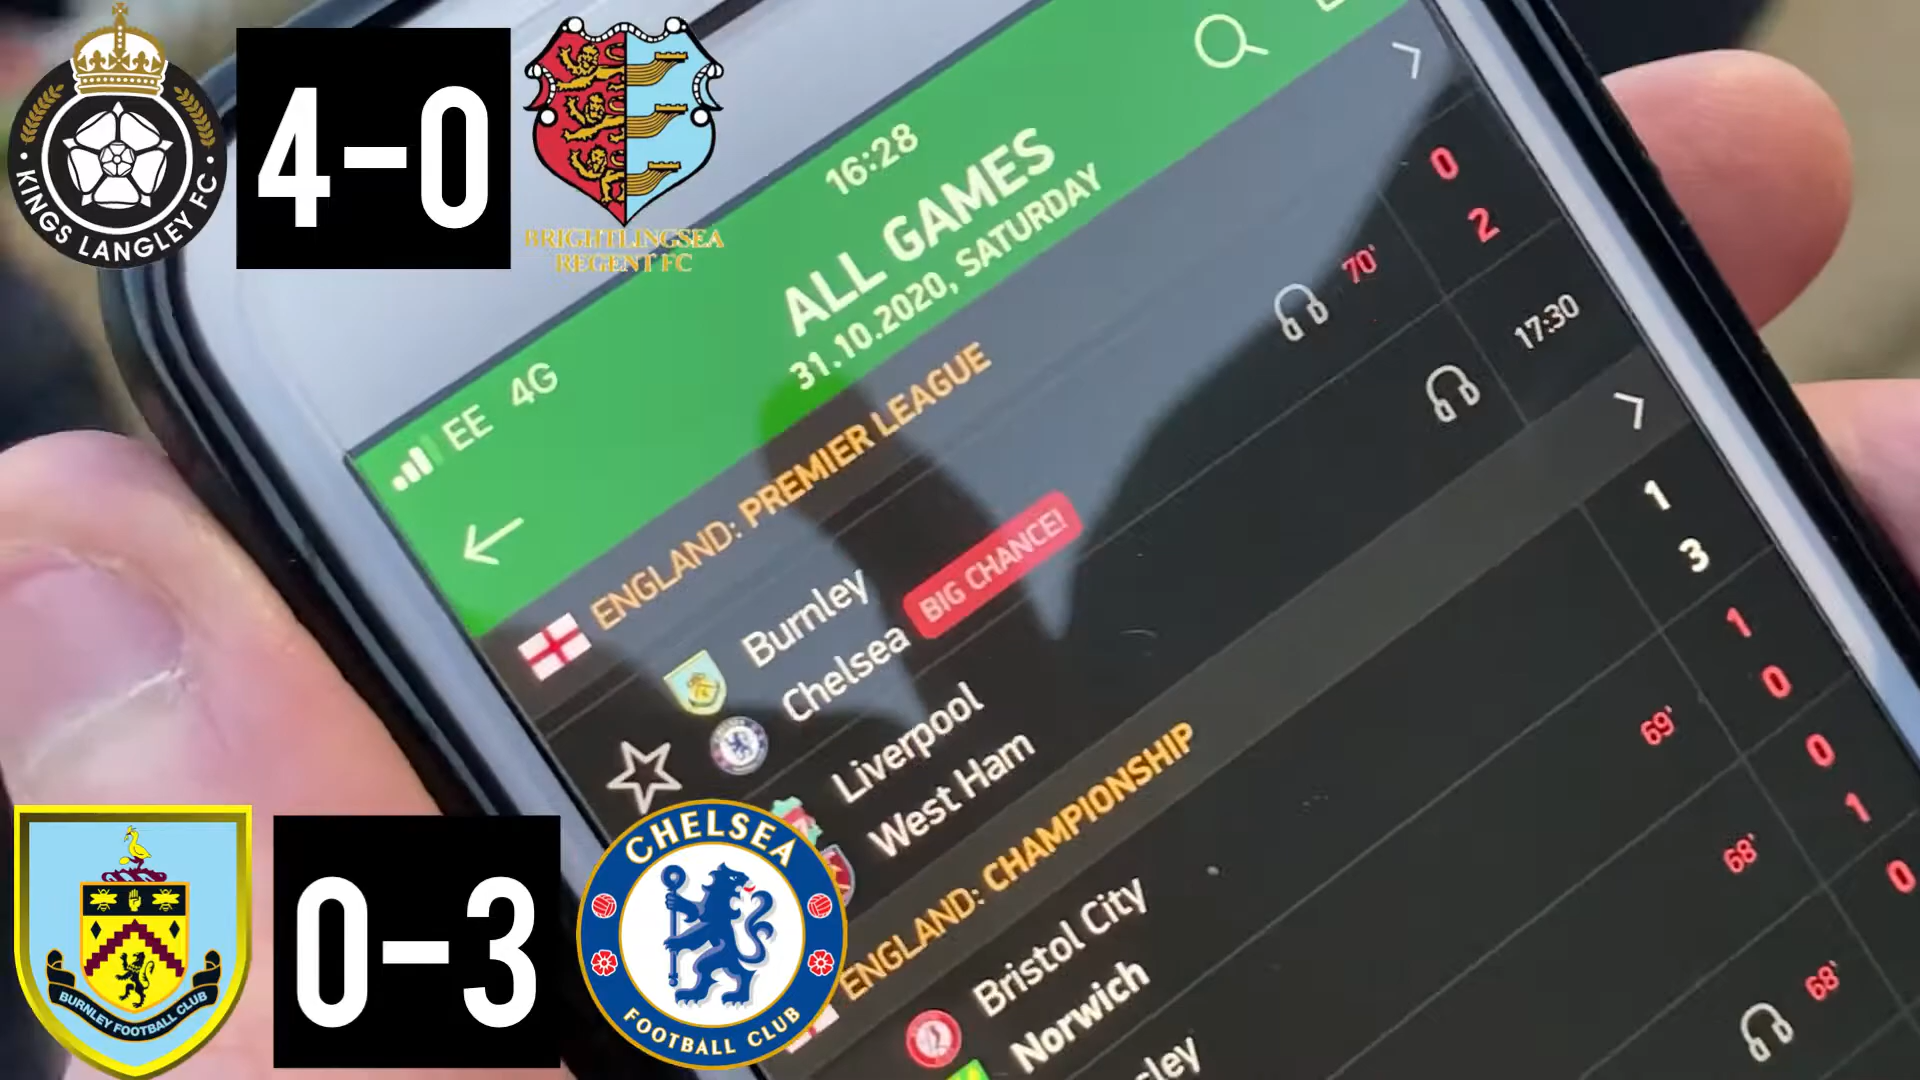 KINGS LANGLEY FC
4-0
BRIGHTLINGSEA
REGENT FC
EE 4G
16:28
ALL GAMES
31.10.2020, SATURDAY
ENGLAND: PREMIER LEAGUE
Burnley
0
Chelsea
BIG CHANCE!
70'
2
Liverpool
West Ham
17:30
ENGLAND: CHAMPIONSHIP
Bristol City
1
Norwich
3
sley
69'
1
0
68'
0
1
68'
0
BURNLEY FOOTBALL CLUB
0-3
CHELSEA
FOOTBALL CLUB